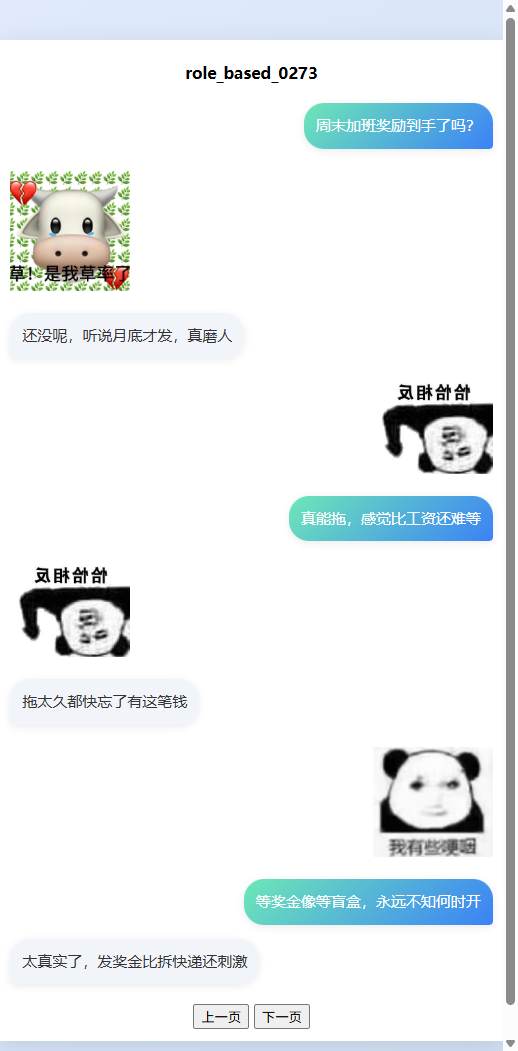 role_based_0273
周末加班奖励到手了吗？
草！是我草率了
还没呢，听说月底才发，真磨人
恰恰相反
真能拖，感觉比工资还难等
恰恰相反
拖太久都快忘了有这笔钱
我有些哽咽
等奖金像等盲盒，永远不知何时开
太真实了，发奖金比拆快递还刺激
上一页 下一页